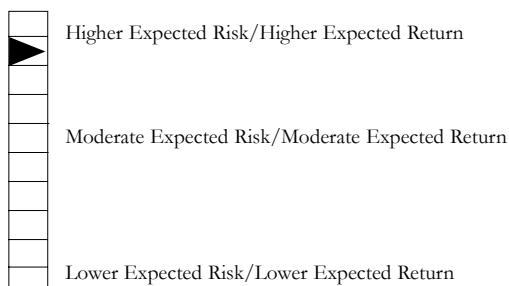 Higher Expected Risk/Higher Expected Return
Moderate Expected Risk/Moderate Expected Return
Lower Expected Risk/Lower Expected Return